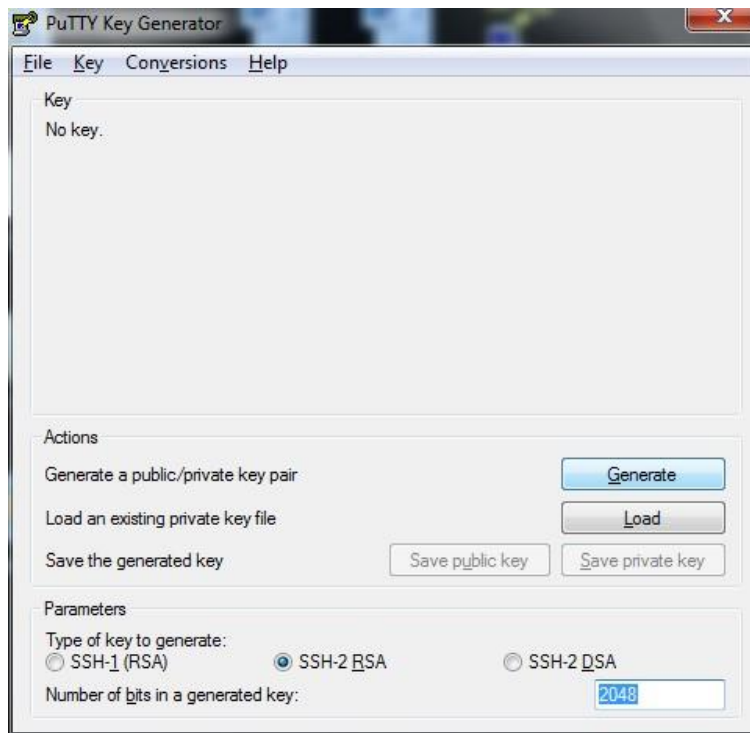 PuTTY Key Generator
File Key Conversions Help
Key
No key.
Actions
Generate a public/private key pair Generate
Load an existing private key file Load
Save the generated key Save public key Save private key
Parameters
Type of key to generate:
SSH-1 (RSA) SSH-2 RSA SSH-2 DSA
Number of bits in a generated key: 2048